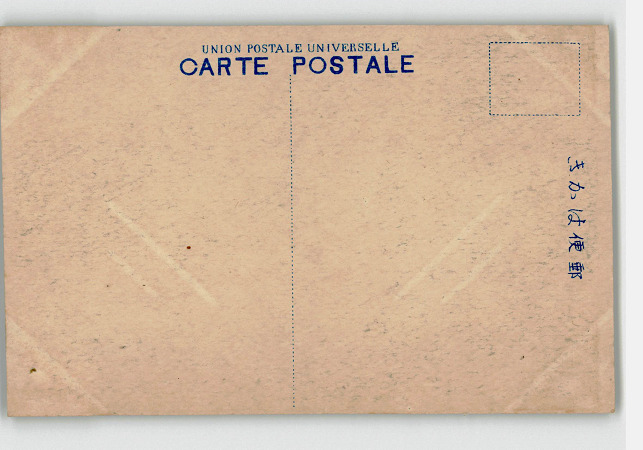 UNION POSTALE UNIVERSELLE
CARTE POSTALE
郵便はかき